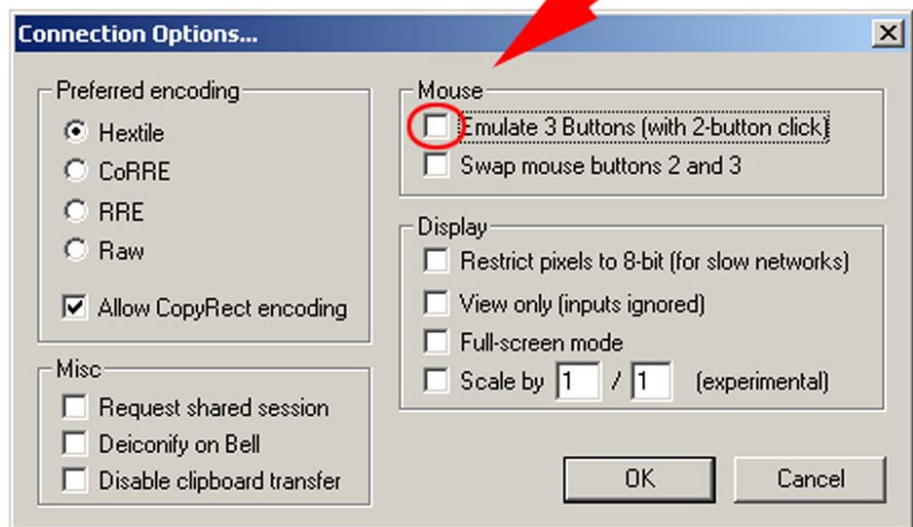 Connection Options...
Preferred encoding
Hextile
CoRRE
RRE
Raw
Allow CopyRect encoding
Misc
Request shared session
Deiconify on Bell
Disable clipboard transfer
Mouse
Emulate 3 Buttons (with 2-button click)
Swap mouse buttons 2 and 3
Display
Restrict pixels to 8-bit (for slow networks)
View only (inputs ignored)
Full-screen mode
Scale by 1 / 1 (experimental)
OK
Cancel